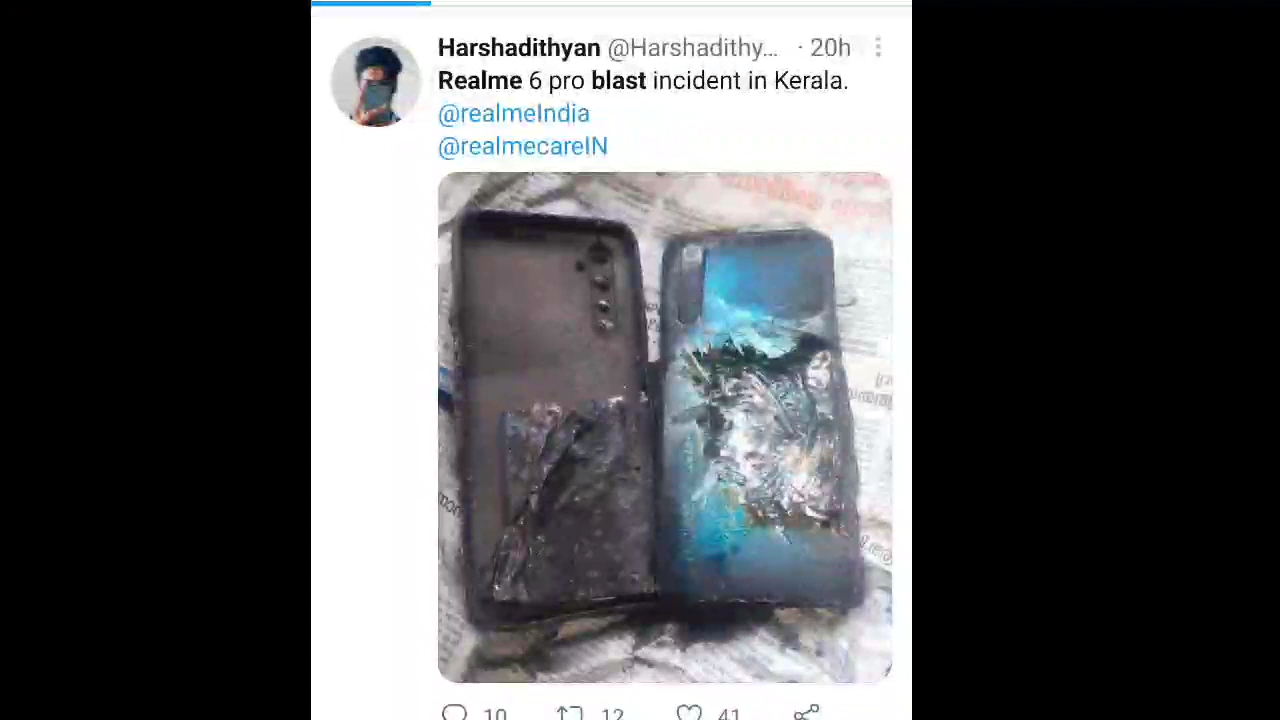 Harshadithyan @Harshadithy... · 20h
Realme 6 pro blast incident in Kerala.
@realmeIndia
@realmecareIN
10 12 41